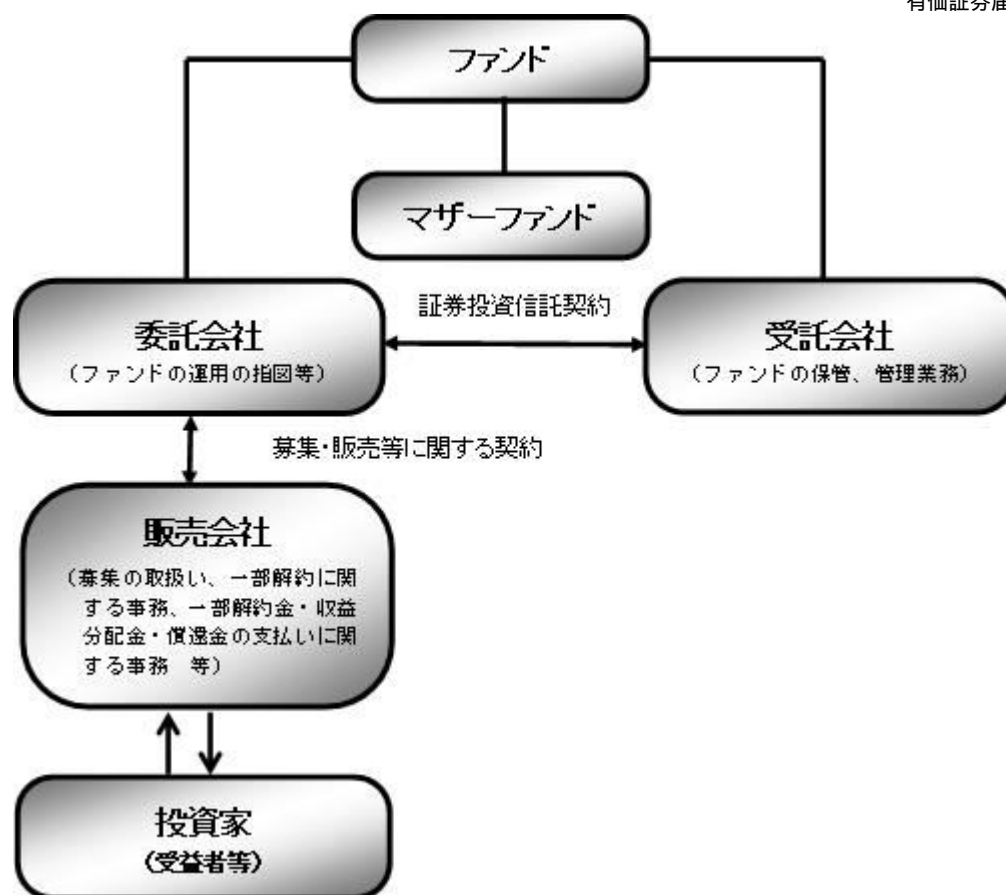 有価証券届
ファンド
マザーファンド
証券投資信託契約
委託会社
（ファンドの運用の指図等）
受託会社
（ファンドの保管、管理業務）
募集・販売等に関する契約
販売会社
（募集の取扱い、一部解約に関
する事務、一部解約金・収益
分配金・償還金の支払いに関
する事務　等）
投資家
（受益者等）